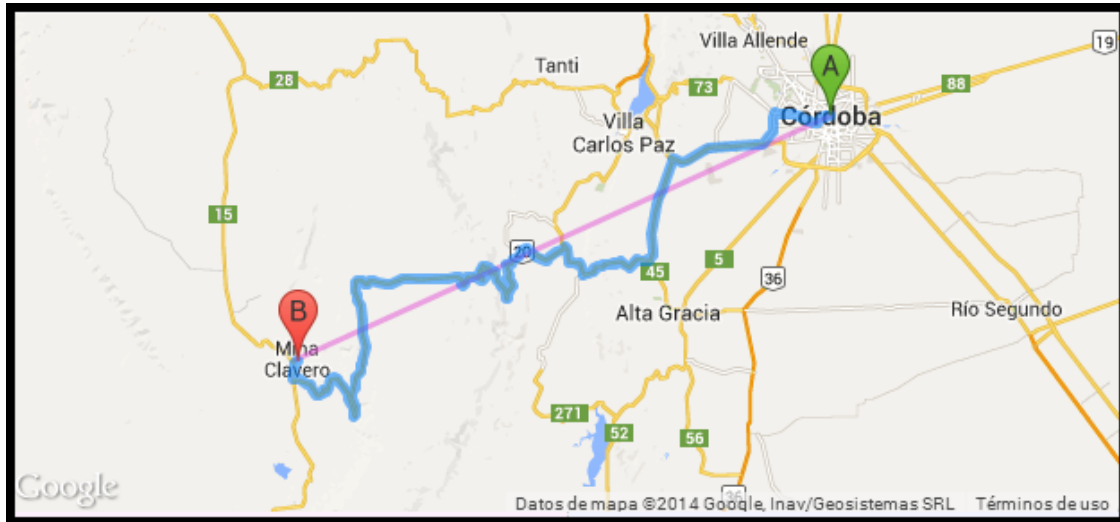 Villa Allende
19
A
Tanti
28
73
88
Córdoba
Villa
Carlos Paz
15
20
5
45
36
B
Alta Gracia
Río Segundo
Mina
Clavero
271
52
56
36
Google
Datos de mapa ©2014 Google, Inav/Geosistemas SRL
Términos de uso